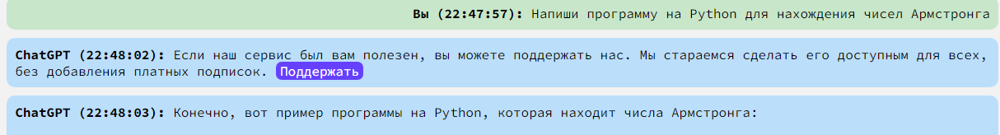 Вы (22:47:57): Напиши программу на Python для нахождения чисел Армстронга
ChatGPT (22:48:02): Если наш сервис был вам полезен, вы можете поддержать нас. Мы стараемся сделать его доступным для всех,
без добавления платных подписок. Поддержать
ChatGPT (22:48:03): Конечно, вот пример программы на Python, которая находит числа Армстронга: